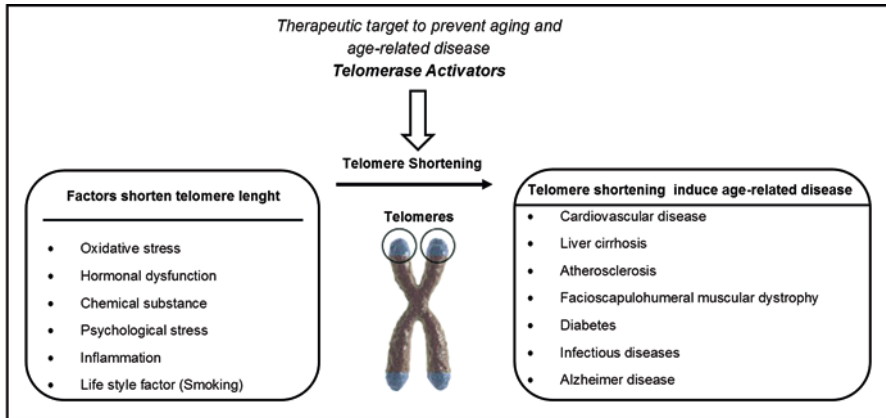 Therapeutic target to prevent aging and
age-related disease
Telomerase Activators
Telomere Shortening
Factors shorten telomere lenght
• Oxidative stress
• Hormonal dysfunction
• Chemical substance
• Psychological stress
• Inflammation
• Life style factor (Smoking)
Telomeres
Telomere shortening induce age-related disease
• Cardiovascular disease
• Liver cirrhosis
• Atherosclerosis
• Facioscapulohumeral muscular dystrophy
• Diabetes
• Infectious diseases
• Alzheimer disease